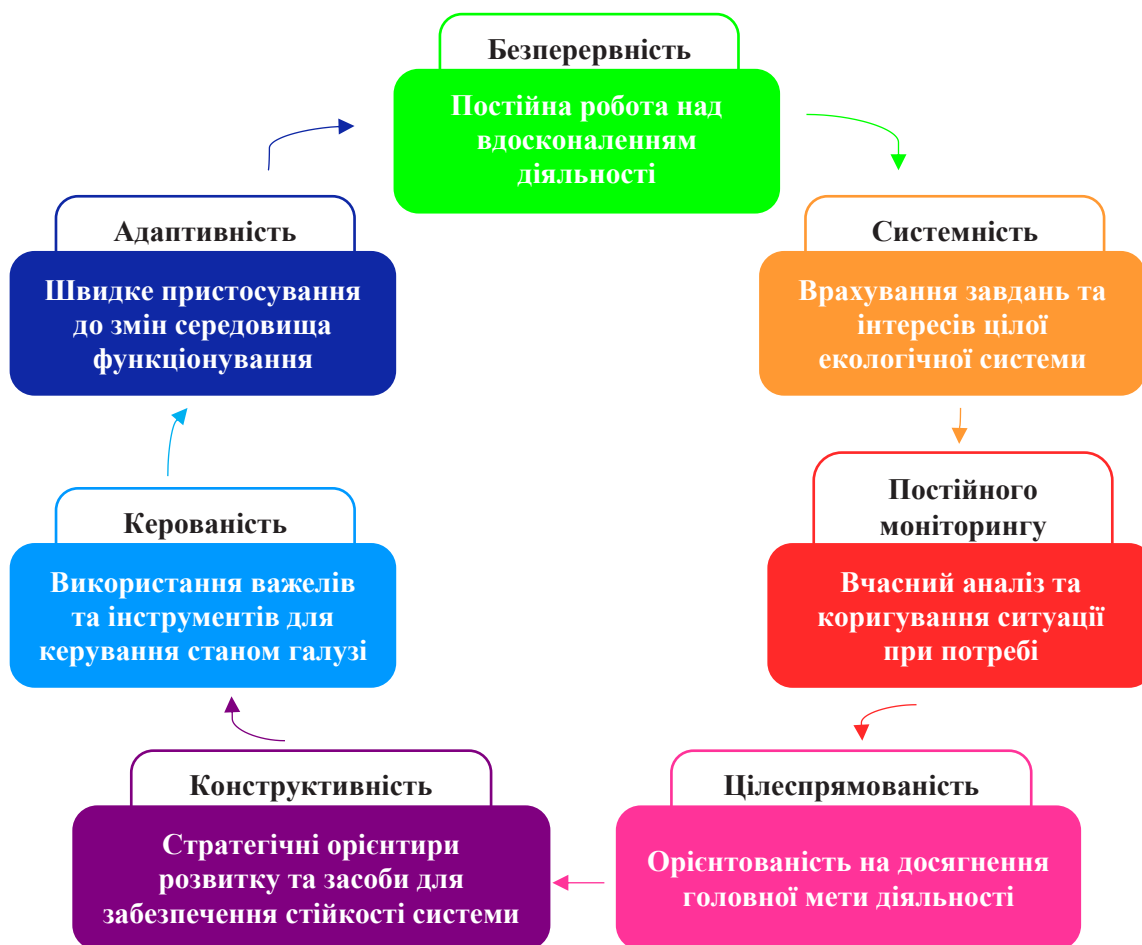 Безперервність
Постійна робота над
вдосконаленням
діяльності
Системність
Врахування завдань та
інтересів цілої
екологічної системи
Постійного
моніторингу
Вчасний аналіз та
коригування ситуації
при потребі
Цілеспрямованість
Орієнтованість на досягнення
головної мети діяльності
Конструктивність
Стратегічні орієнтири
розвитку та засоби для
забезпечення стійкості системи
Керованість
Використання важелів
та інструментів для
керування станом галузі
Адаптивність
Швидке пристосування
до змін середовища
функціонування